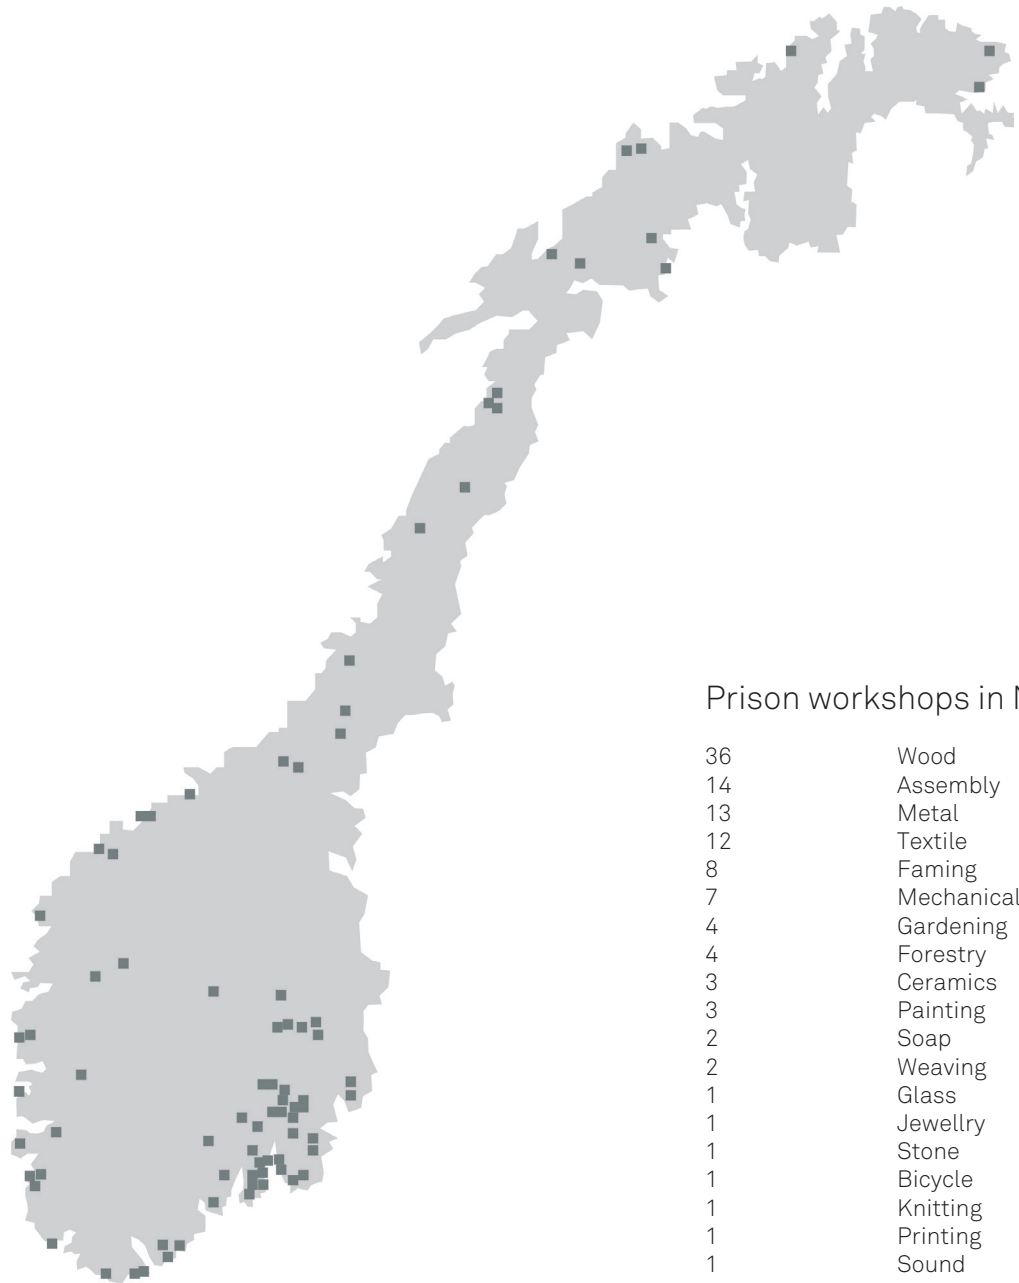 Prison workshops in N
36 Wood
14 Assembly
13 Metal
12 Textile
8 Faming
7 Mechanical
4 Gardening
4 Forestry
3 Ceramics
3 Painting
2 Soap
2 Weaving
1 Glass
1 Jewellry
1 Stone
1 Bicycle
1 Knitting
1 Printing
1 Sound